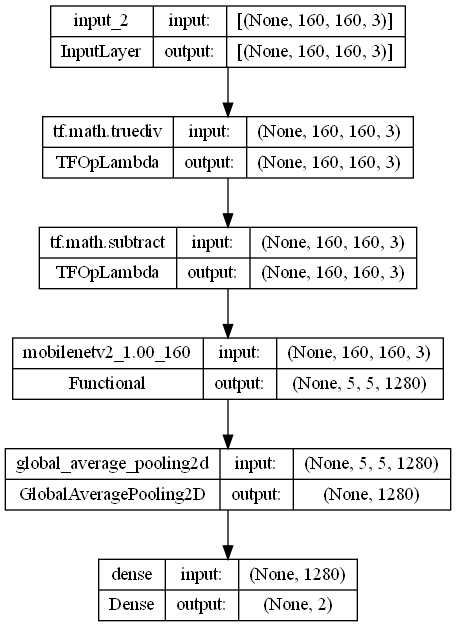 input_2 input: [(None, 160, 160, 3)]
InputLayer output: [(None, 160, 160, 3)]
tf.math.truediv input: (None, 160, 160, 3)
TFOpLambda output: (None, 160, 160, 3)
tf.math.subtract input: (None, 160, 160, 3)
TFOpLambda output: (None, 160, 160, 3)
mobilenetv2_1.00_160 input: (None, 160, 160, 3)
Functional output: (None, 5, 5, 1280)
global_average_pooling2d input: (None, 5, 5, 1280)
GlobalAveragePooling2D output: (None, 1280)
dense input: (None, 1280)
Dense output: (None, 2)